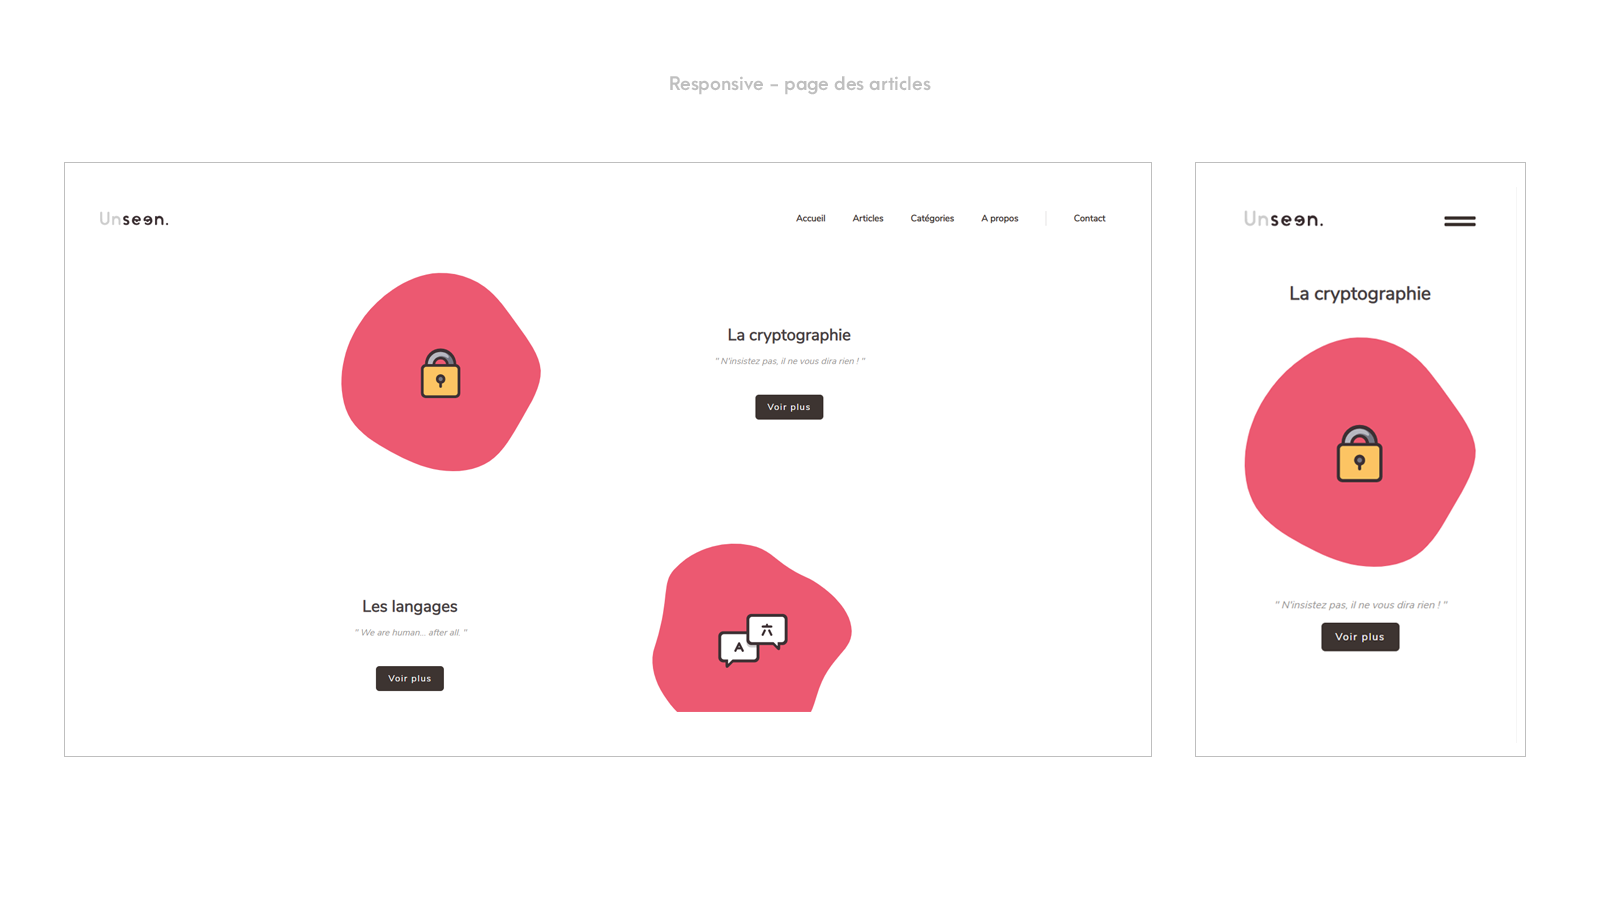 Responsive - page des articles
Unseen.
Accueil Articles Catégories A propos Contact
La cryptographie
" N'insistez pas, il ne vous dira rien ! "
Voir plus
Les langages
" We are human... after all. "
Voir plus
A
六
Unseen.
La cryptographie
" N'insistez pas, il ne vous dira rien ! "
Voir plus